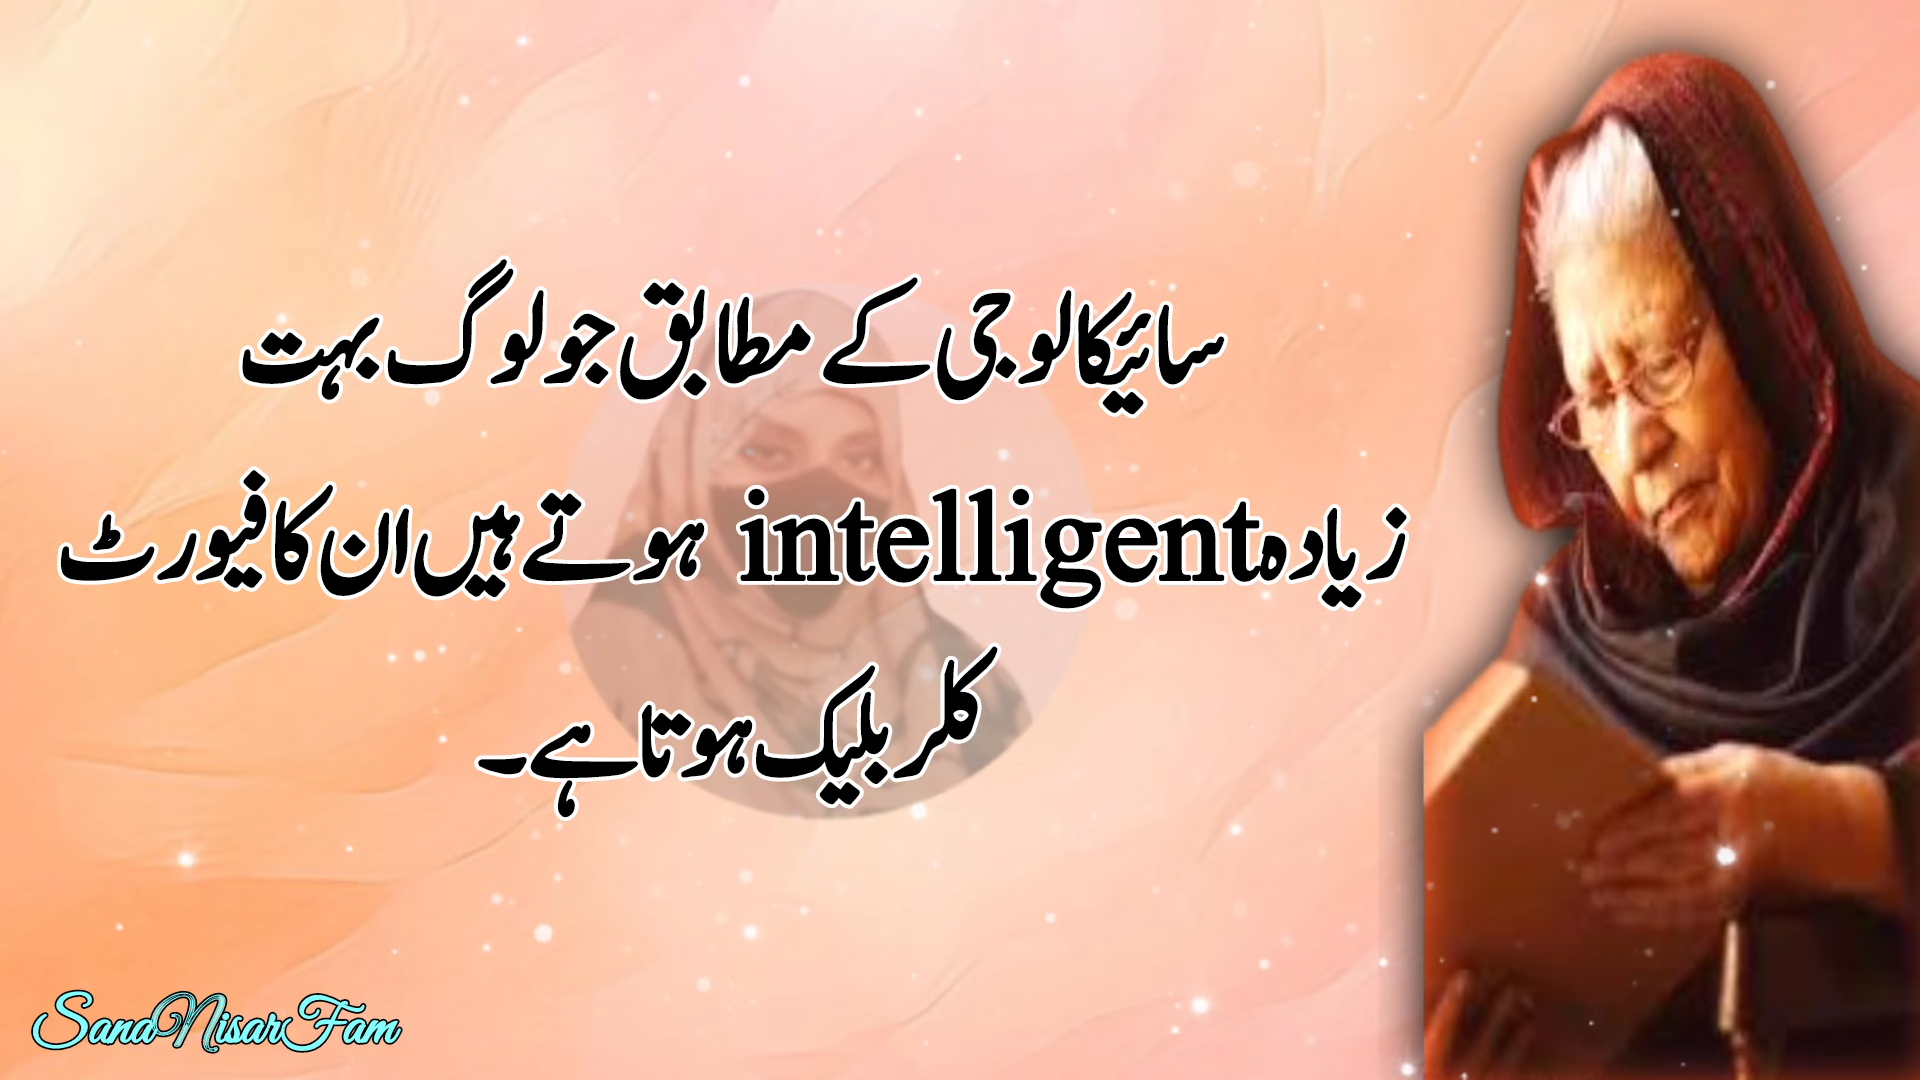 سائیکالوجی کے مطابق جو لوگ بہت
زیادہ intelligent ہوتے ہیں ان کا فیورٹ
کلر بلیک ہوتا ہے۔
SanaNisarFam